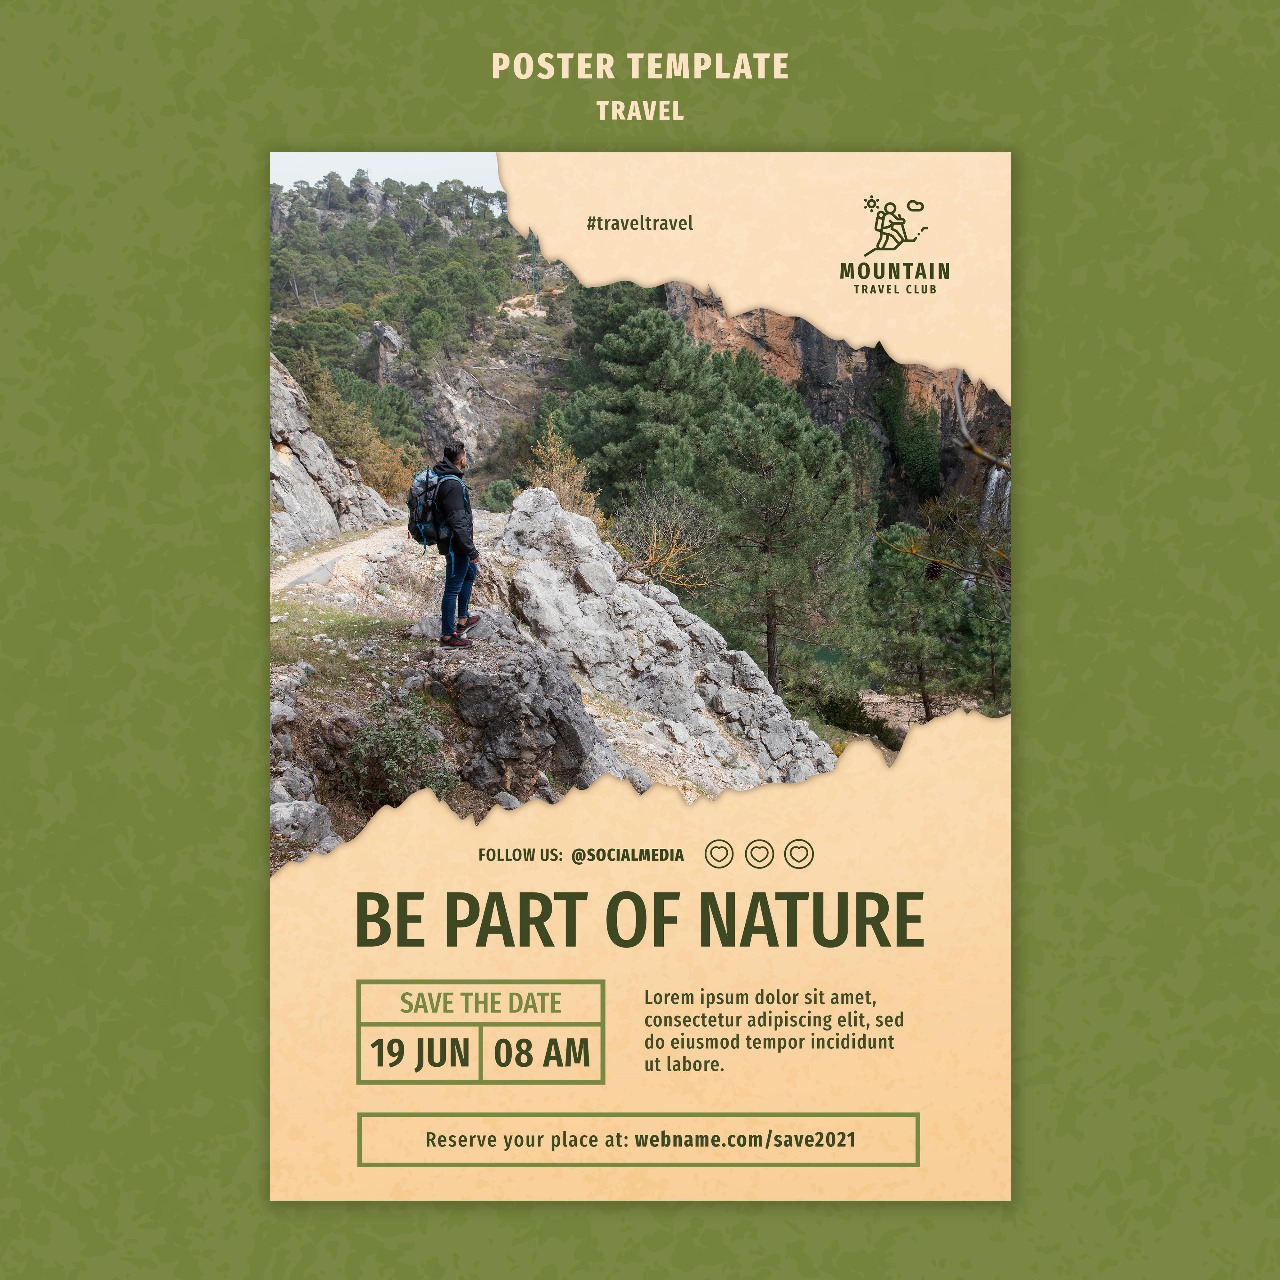 POSTER TEMPLATE
TRAVEL
#traveltravel
MOUNTAIN
TRAVEL CLUB
FOLLOW US: @SOCIALMEDIA
BE PART OF NATURE
SAVE THE DATE
19 JUN 08 AM
Lorem ipsum dolor sit amet,
consectetur adipiscing elit, sed
do eiusmod tempor incididunt
ut labore.
Reserve your place at: webname.com/save2021